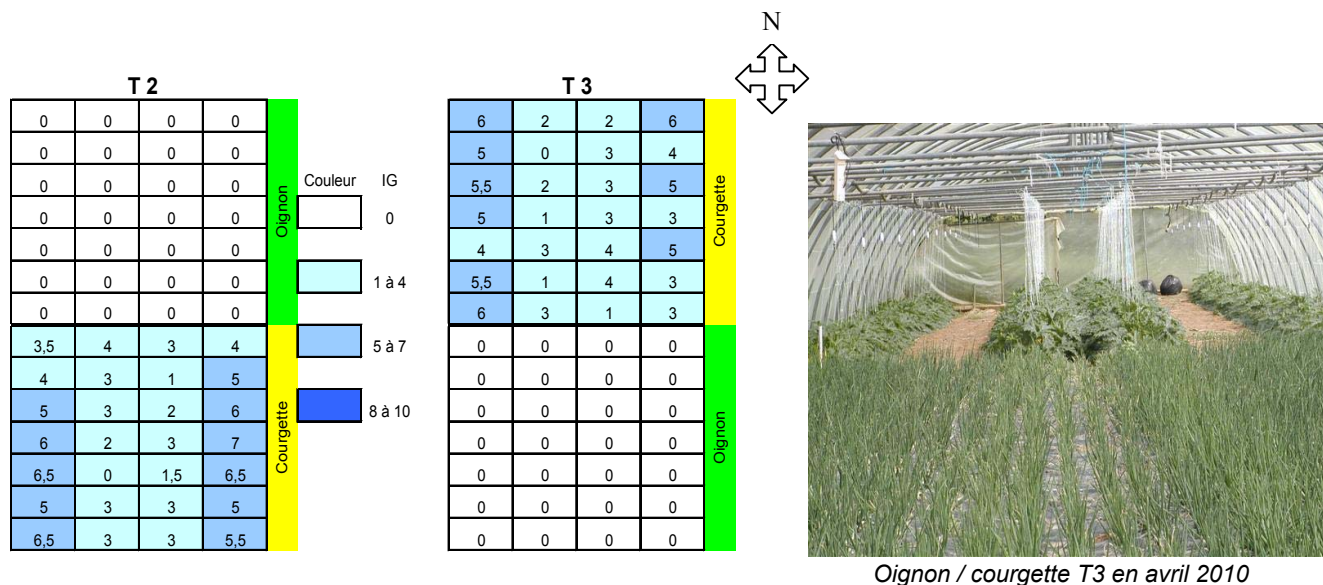 N
T 2
0 0 0 0
0 0 0 0
0 0 0 0
0 0 0 0
0 0 0 0
0 0 0 0
0 0 0 0
3,5 4 3 4
4 3 1 5
5 3 2 6
6 2 3 7
6,5 0 1,5 6,5
5 3 3 5
6,5 3 3 5,5
Oignon
Courgette
Couleur IG
0
1 à 4
5 à 7
8 à 10
T 3
6 2 2 6
5 0 3 4
5,5 2 3 5
5 1 3 3
4 3 4 5
5,5 1 4 3
6 3 1 3
0 0 0 0
0 0 0 0
0 0 0 0
0 0 0 0
0 0 0 0
0 0 0 0
0 0 0 0
Courgette
Oignon
Oignon / courgette T3 en avril 2010